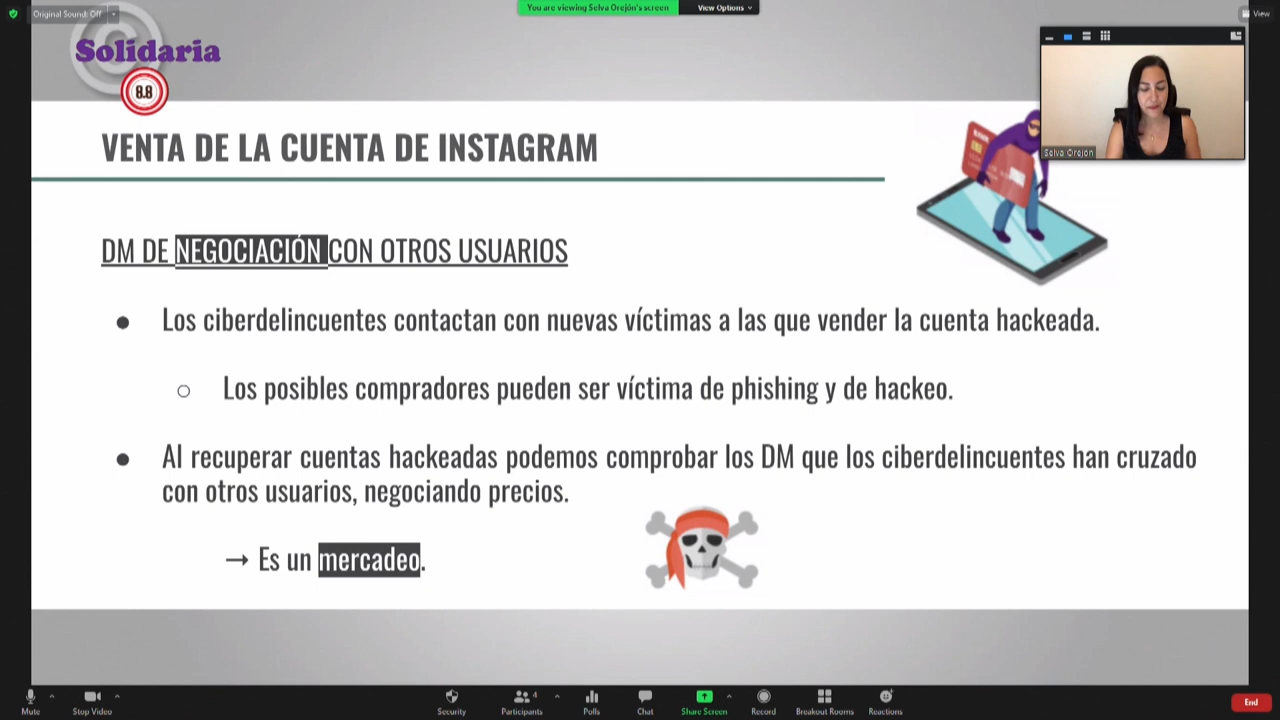 Original Sound: Off
You are viewing Selva Orejón's screen
View Options
View
Solidaria
8.8
Selva Orejón
VENTA DE LA CUENTA DE INSTAGRAM
DM DE NEGOCIACIÓN CON OTROS USUARIOS
● Los ciberdelincuentes contactan con nuevas víctimas a las que vender la cuenta hackeada.
○ Los posibles compradores pueden ser víctima de phishing y de hackeo.
● Al recuperar cuentas hackeadas podemos comprobar los DM que los ciberdelincuentes han cruzado
con otros usuarios, negociando precios.
→ Es un mercadeo.
Mute
Stop Video
Security
Participants
4
Polls
Chat
Share Screen
Record
Breakout Rooms
Reactions
End